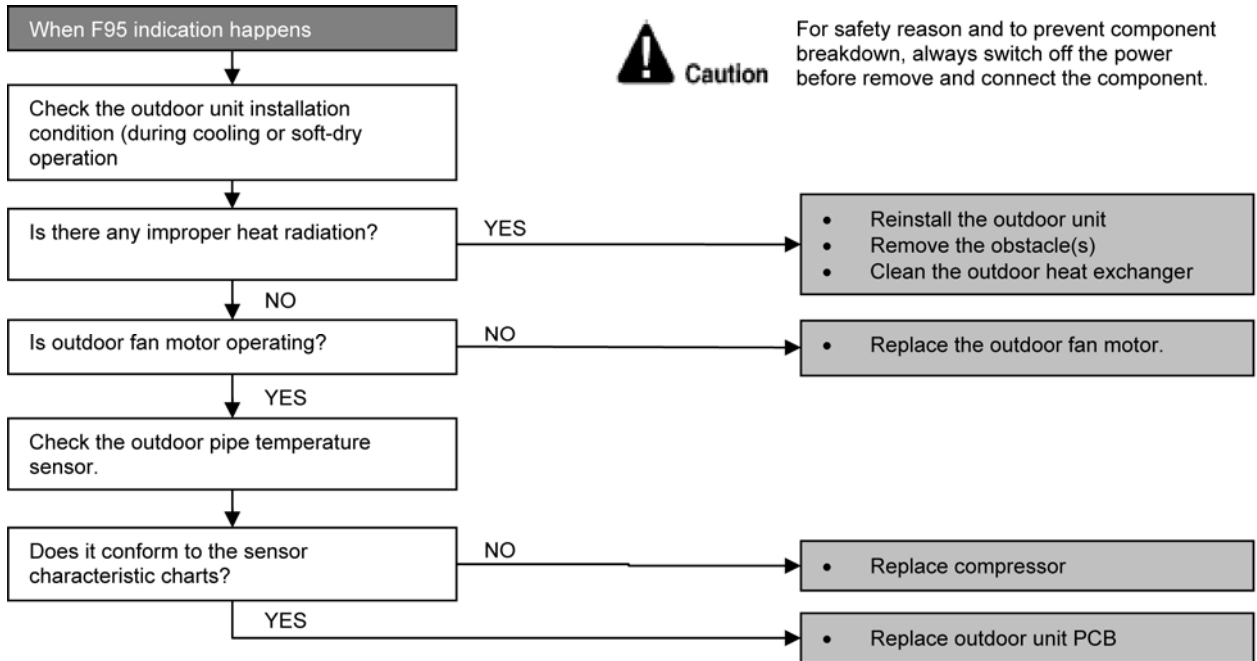 When F95 indication happens
Caution
For safety reason and to prevent component
breakdown, always switch off the power
before remove and connect the component.
Check the outdoor unit installation
condition (during cooling or soft-dry
operation
Is there any improper heat radiation?
YES
• Reinstall the outdoor unit
• Remove the obstacle(s)
• Clean the outdoor heat exchanger
NO
Is outdoor fan motor operating?
NO
• Replace the outdoor fan motor.
YES
Check the outdoor pipe temperature
sensor.
Does it conform to the sensor
characteristic charts?
NO
• Replace compressor
YES
• Replace outdoor unit PCB